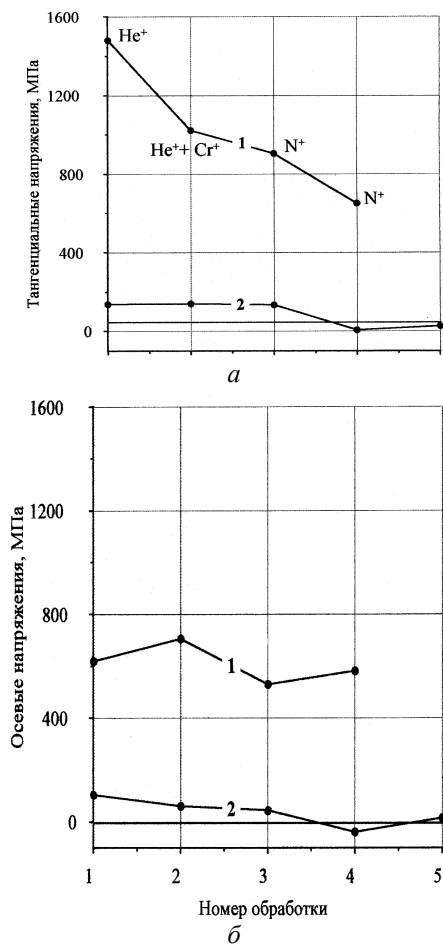 Тангенциальные напряжения, МПа
1600
1200
800
400
0
He⁺
He⁺+ Cr⁺
1
N⁺
N⁺
2
а
Осевые напряжения, МПа
1600
1200
800
400
0
1
2
1 2 3 4 5
Номер обработки
б